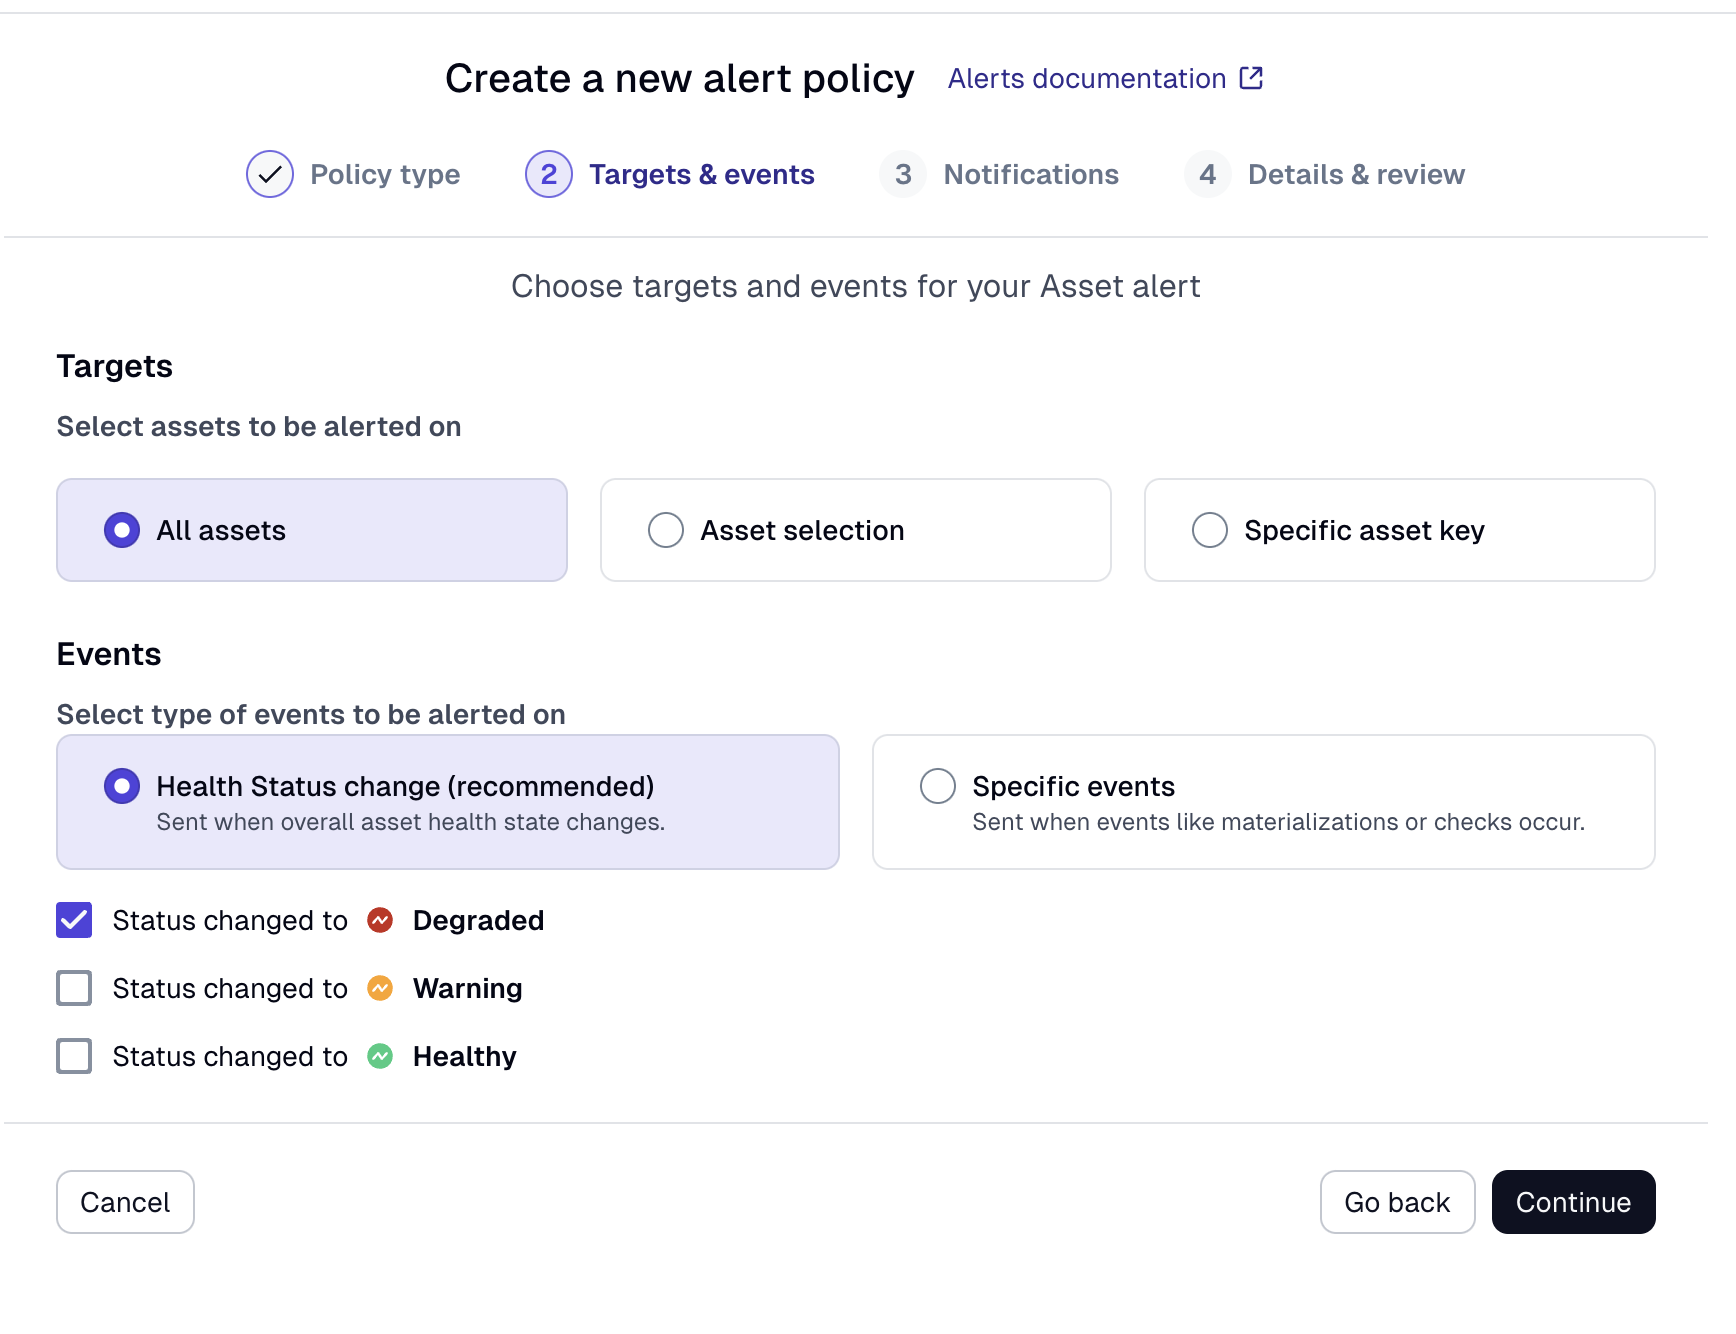 Create a new alert policy Alerts documentation
Policy type 2 Targets & events 3 Notifications 4 Details & review
Choose targets and events for your Asset alert
Targets
Select assets to be alerted on
All assets Asset selection Specific asset key
Events
Select type of events to be alerted on
Health Status change (recommended)
Sent when overall asset health state changes.
Specific events
Sent when events like materializations or checks occur.
Status changed to Degraded
Status changed to Warning
Status changed to Healthy
Cancel Go back Continue